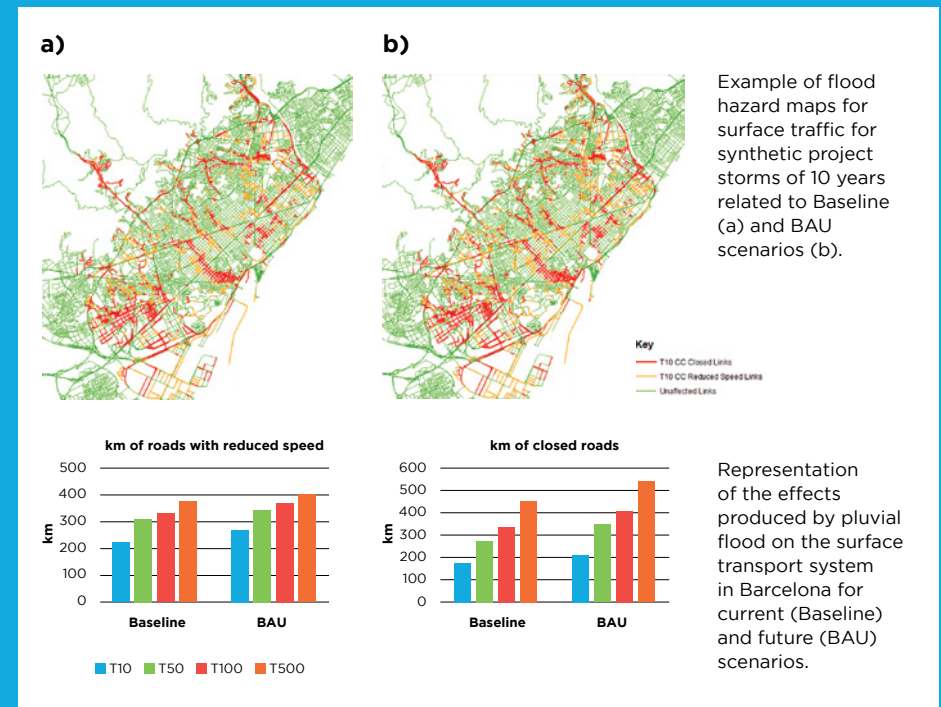 a)
b)
Example of flood
hazard maps for
surface traffic for
synthetic project
storms of 10 years
related to Baseline
(a) and BAU
scenarios (b).
Key
T10 CC Closed Links
T10 CC Reduced Speed Links
Unaffected Links
km of roads with reduced speed
500
400
300
200
100
0
km
Baseline
BAU
T10
T50
T100
T500
km of closed roads
600
500
400
300
200
100
0
km
Baseline
BAU
Representation
of the effects
produced by pluvial
flood on the surface
transport system
in Barcelona for
current (Baseline)
and future (BAU)
scenarios.